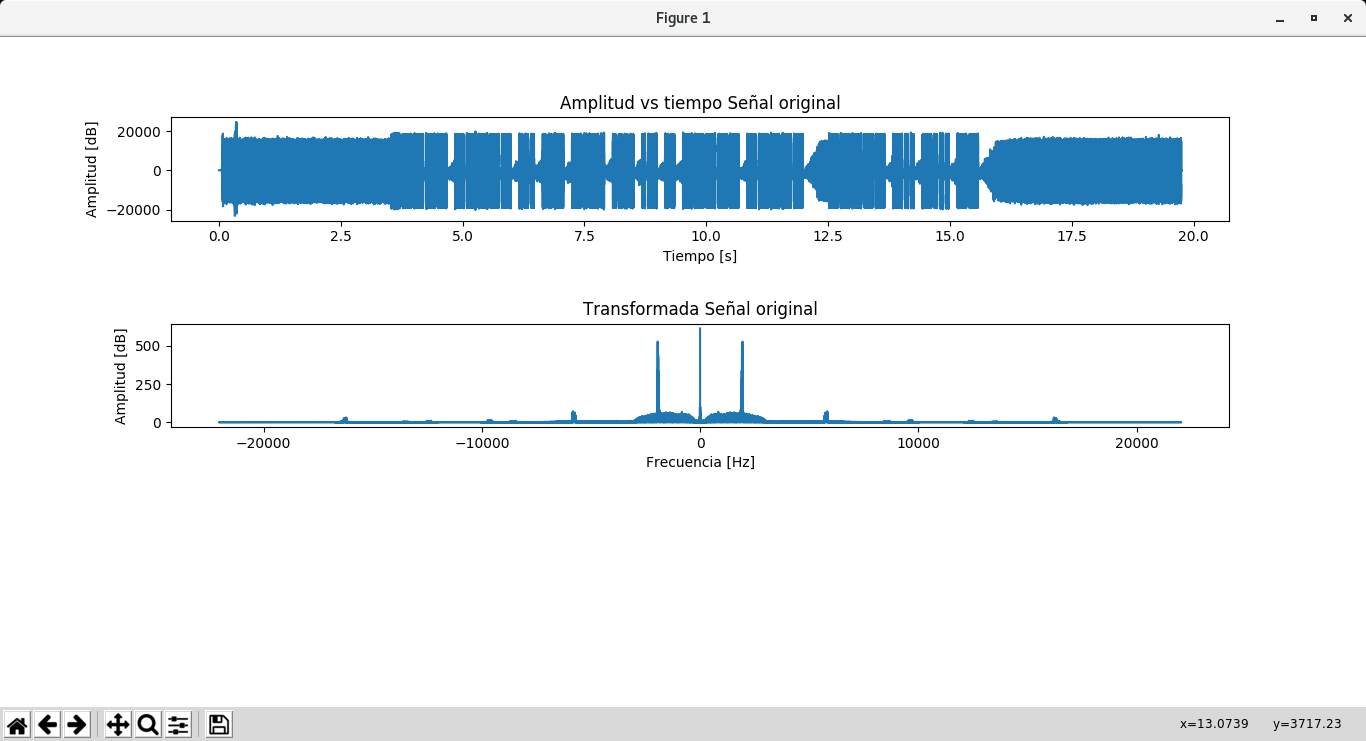 Figure 1
Amplitud vs tiempo Señal original
Amplitud [dB]
20000
0
−20000
0.0 2.5 5.0 7.5 10.0 12.5 15.0 17.5 20.0
Tiempo [s]
Transformada Señal original
Amplitud [dB]
500
250
0
−20000 −10000 0 10000 20000
Frecuencia [Hz]
x=13.0739 y=3717.23